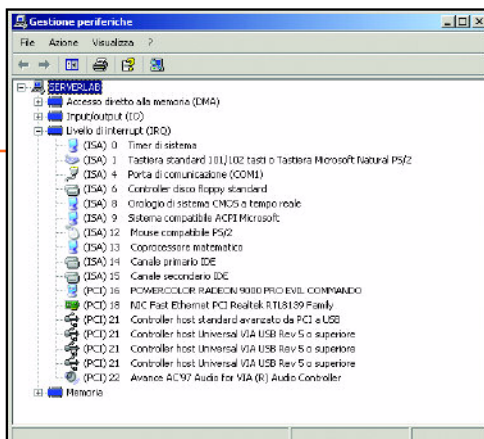 Gestione periferiche
File Azione Visualizza ?
SERVERLAB
Accesso diretto alla memoria (DMA)
Input/output (IO)
Livello di interrupt (IRQ)
(ISA) 0 Timer di sistema
(ISA) 1 Tastiera standard 101/102 tasti o Tastiera Microsoft Natural PS/2
(ISA) 4 Porta di comunicazione (COM1)
(ISA) 6 Controller disco floppy standard
(ISA) 8 Orologio di sistema CMOS a tempo reale
(ISA) 9 Sistema compatibile ACPI Microsoft
(ISA) 12 Mouse compatibile PS/2
(ISA) 13 Coprocessore matematico
(ISA) 14 Canale primario IDE
(ISA) 15 Canale secondario IDE
(PCI) 16 POWERCOLOR RADEON 9000 PRO EVIL COMMANDO
(PCI) 18 NIC Fast Ethernet PCI Realtek RTL8139 Family
(PCI) 21 Controller host standard avanzato da PCI a USB
(PCI) 21 Controller host Universal VIA USB Rev 5 o superiore
(PCI) 21 Controller host Universal VIA USB Rev 5 o superiore
(PCI) 21 Controller host Universal VIA USB Rev 5 o superiore
(PCI) 22 Avance AC'97 Audio for VIA (R) Audio Controller
Memoria